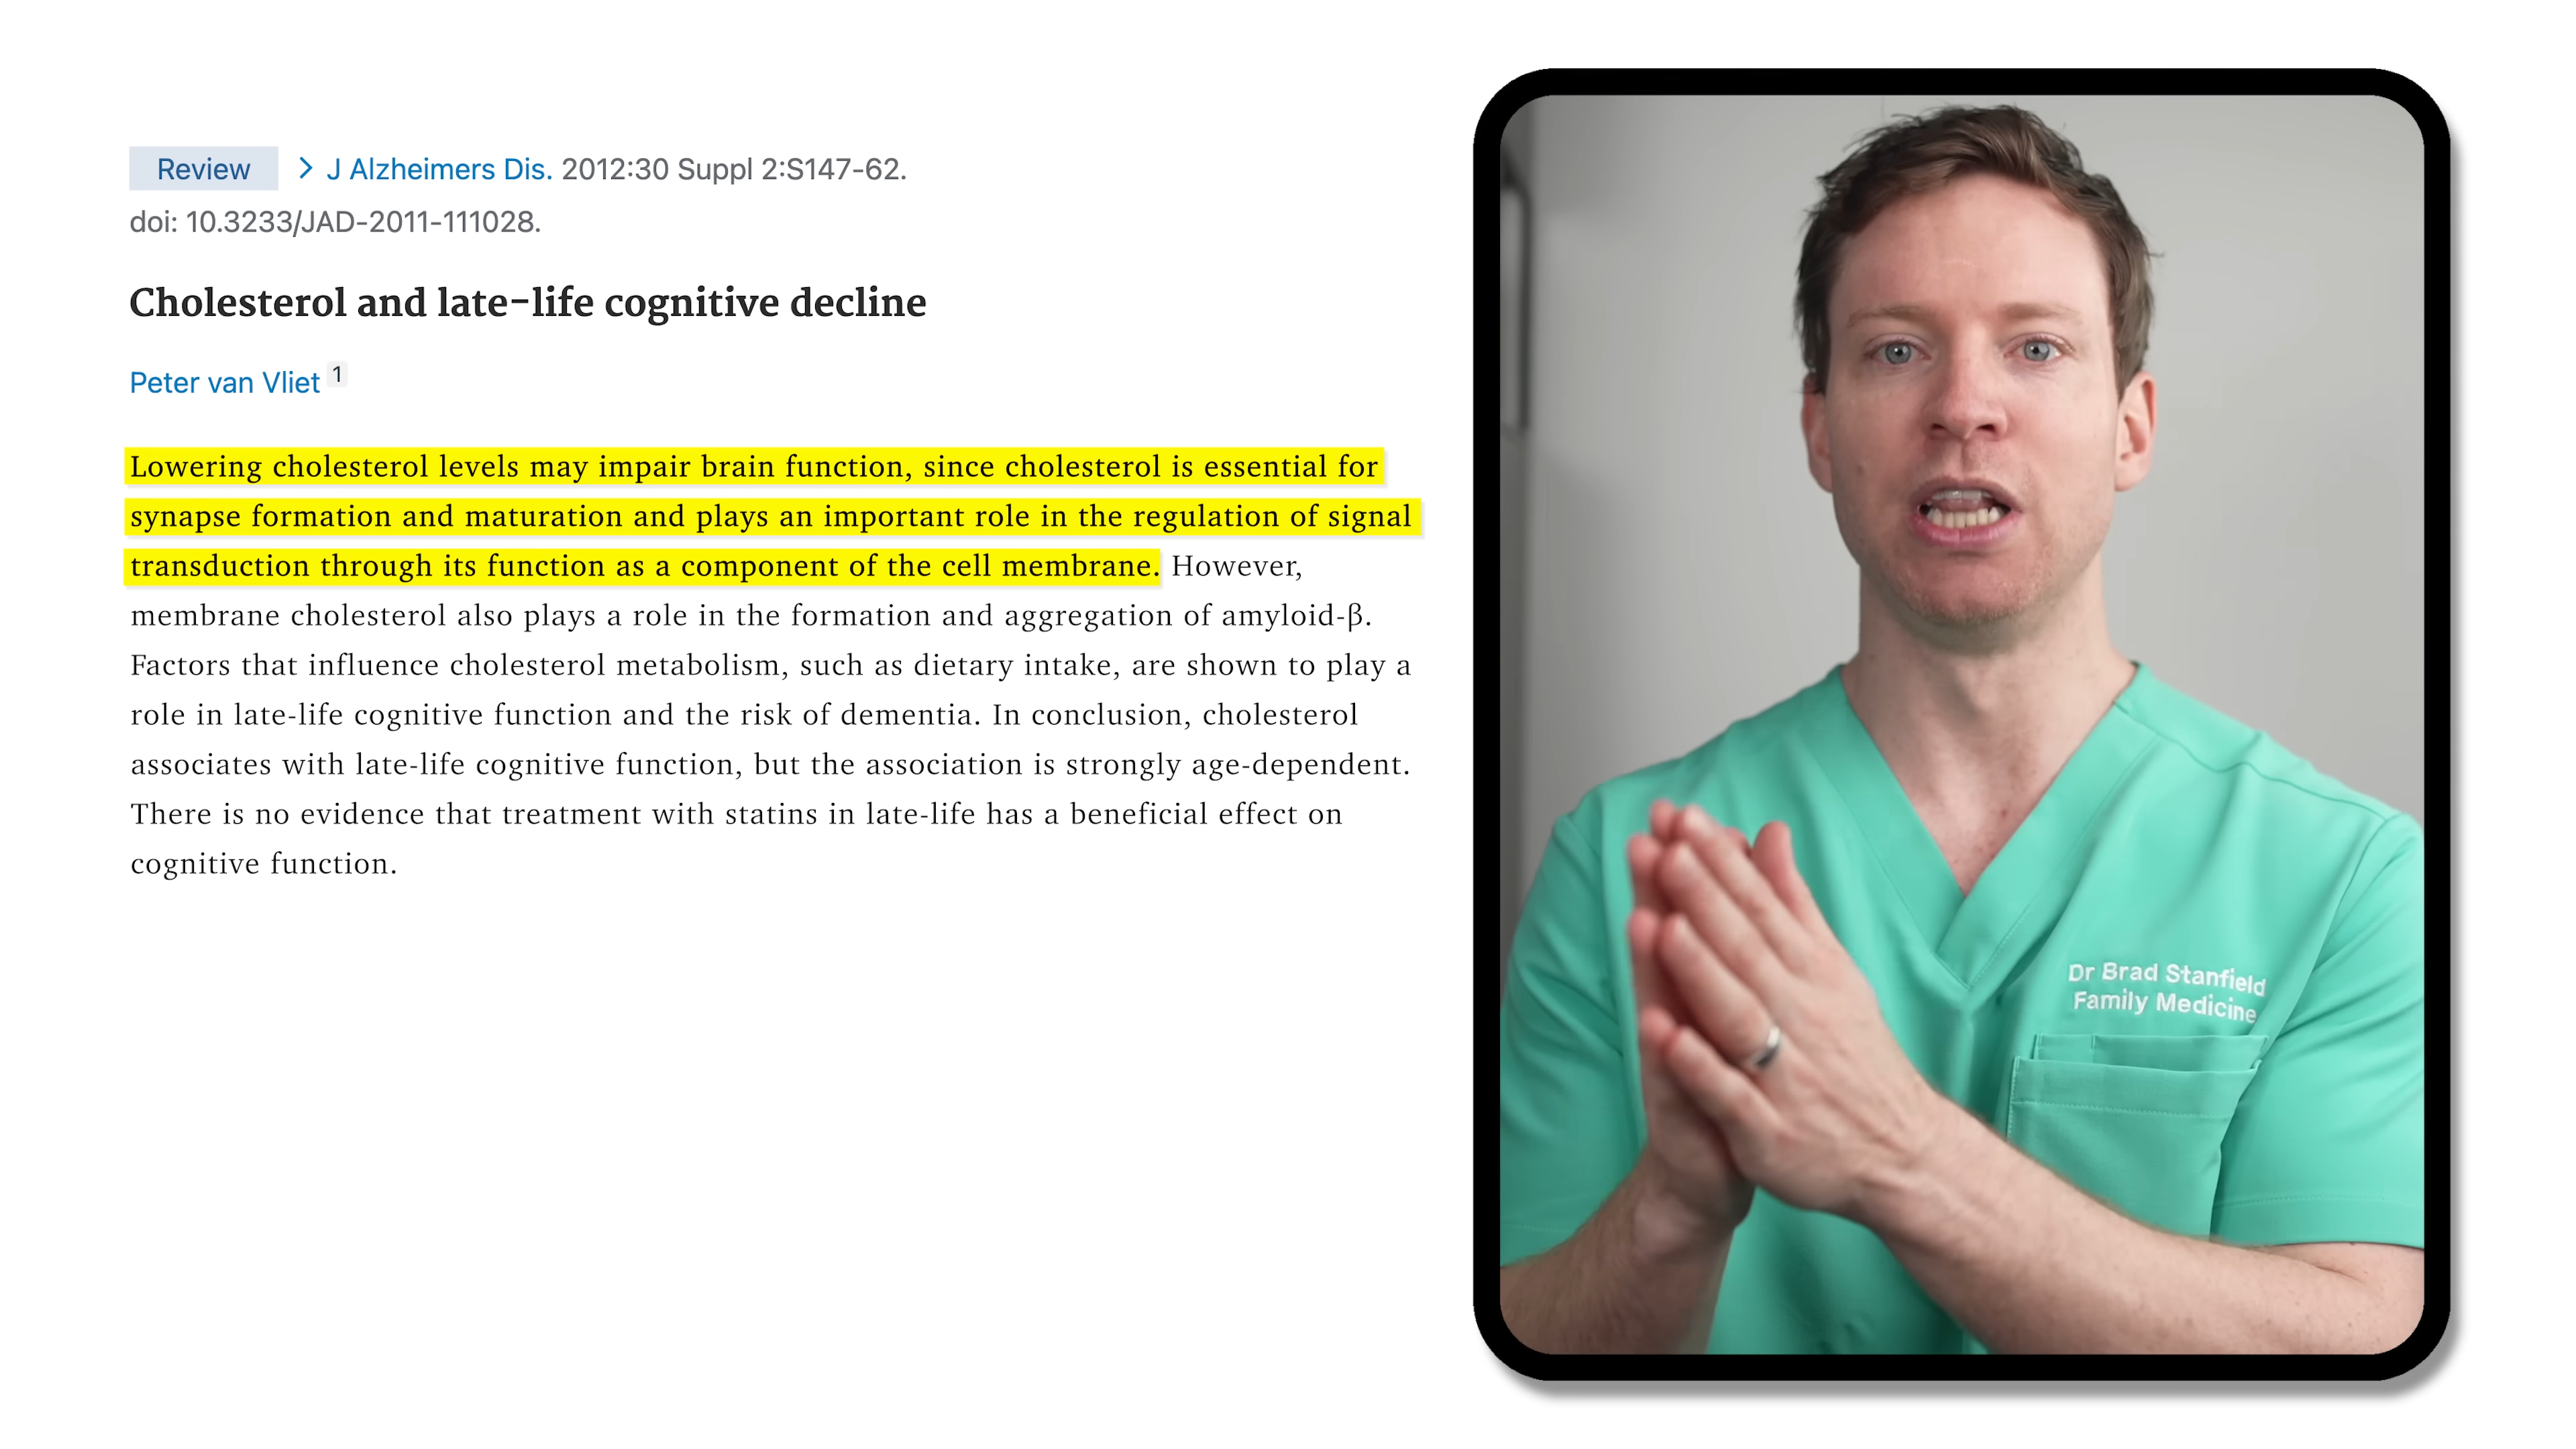 Review > J Alzheimers Dis. 2012:30 Suppl 2:S147-62.
doi: 10.3233/JAD-2011-111028.
Cholesterol and late-life cognitive decline
Peter van Vliet 1
Lowering cholesterol levels may impair brain function, since cholesterol is essential for
synapse formation and maturation and plays an important role in the regulation of signal
transduction through its function as a component of the cell membrane. However,
membrane cholesterol also plays a role in the formation and aggregation of amyloid-β.
Factors that influence cholesterol metabolism, such as dietary intake, are shown to play a
role in late-life cognitive function and the risk of dementia. In conclusion, cholesterol
associates with late-life cognitive function, but the association is strongly age-dependent.
There is no evidence that treatment with statins in late-life has a beneficial effect on
cognitive function.
Dr Brad Stanfield
Family Medicine